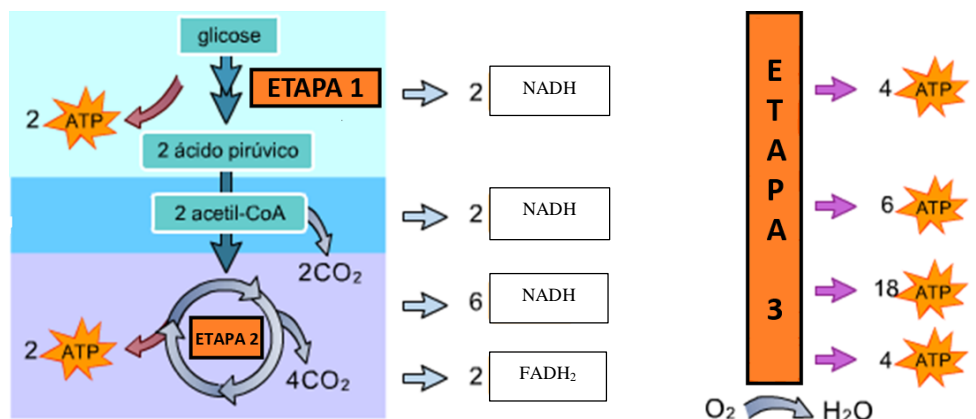 glicose
ETAPA 1
2 NADH
2 ATP
2 ácido pirúvico
2 acetil-CoA
2 NADH
2CO₂
6 NADH
ETAPA 2
2 ATP
4CO₂
2 FADH₂
ETAPA 3
4 ATP
6 ATP
18 ATP
4 ATP
O₂ H₂O